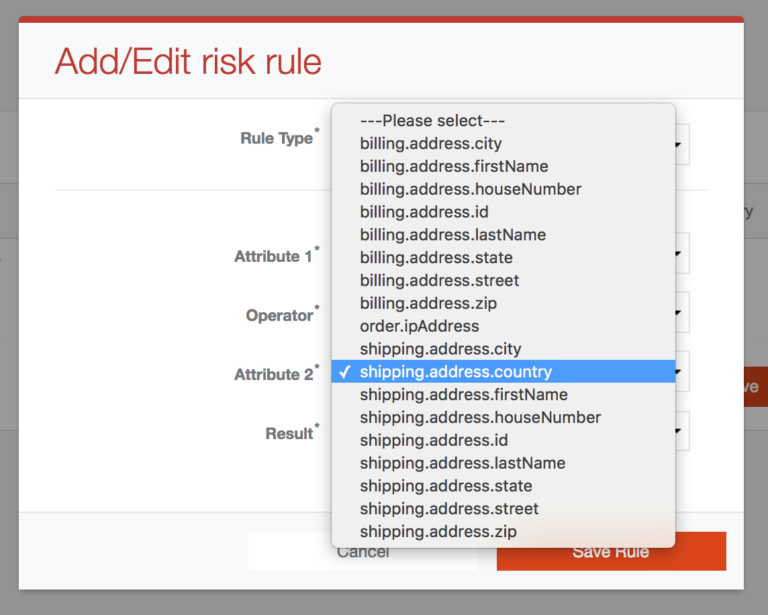 Add/Edit risk rule
Rule Type*
---Please select---
billing.address.city
billing.address.firstName
billing.address.houseNumber
billing.address.id
billing.address.lastName
billing.address.state
billing.address.street
billing.address.zip
order.ipAddress
shipping.address.city
✓ shipping.address.country
shipping.address.firstName
shipping.address.houseNumber
shipping.address.id
shipping.address.lastName
shipping.address.state
shipping.address.street
shipping.address.zip
Attribute 1*
Operator*
Attribute 2*
Result*
Cancel
Save Rule